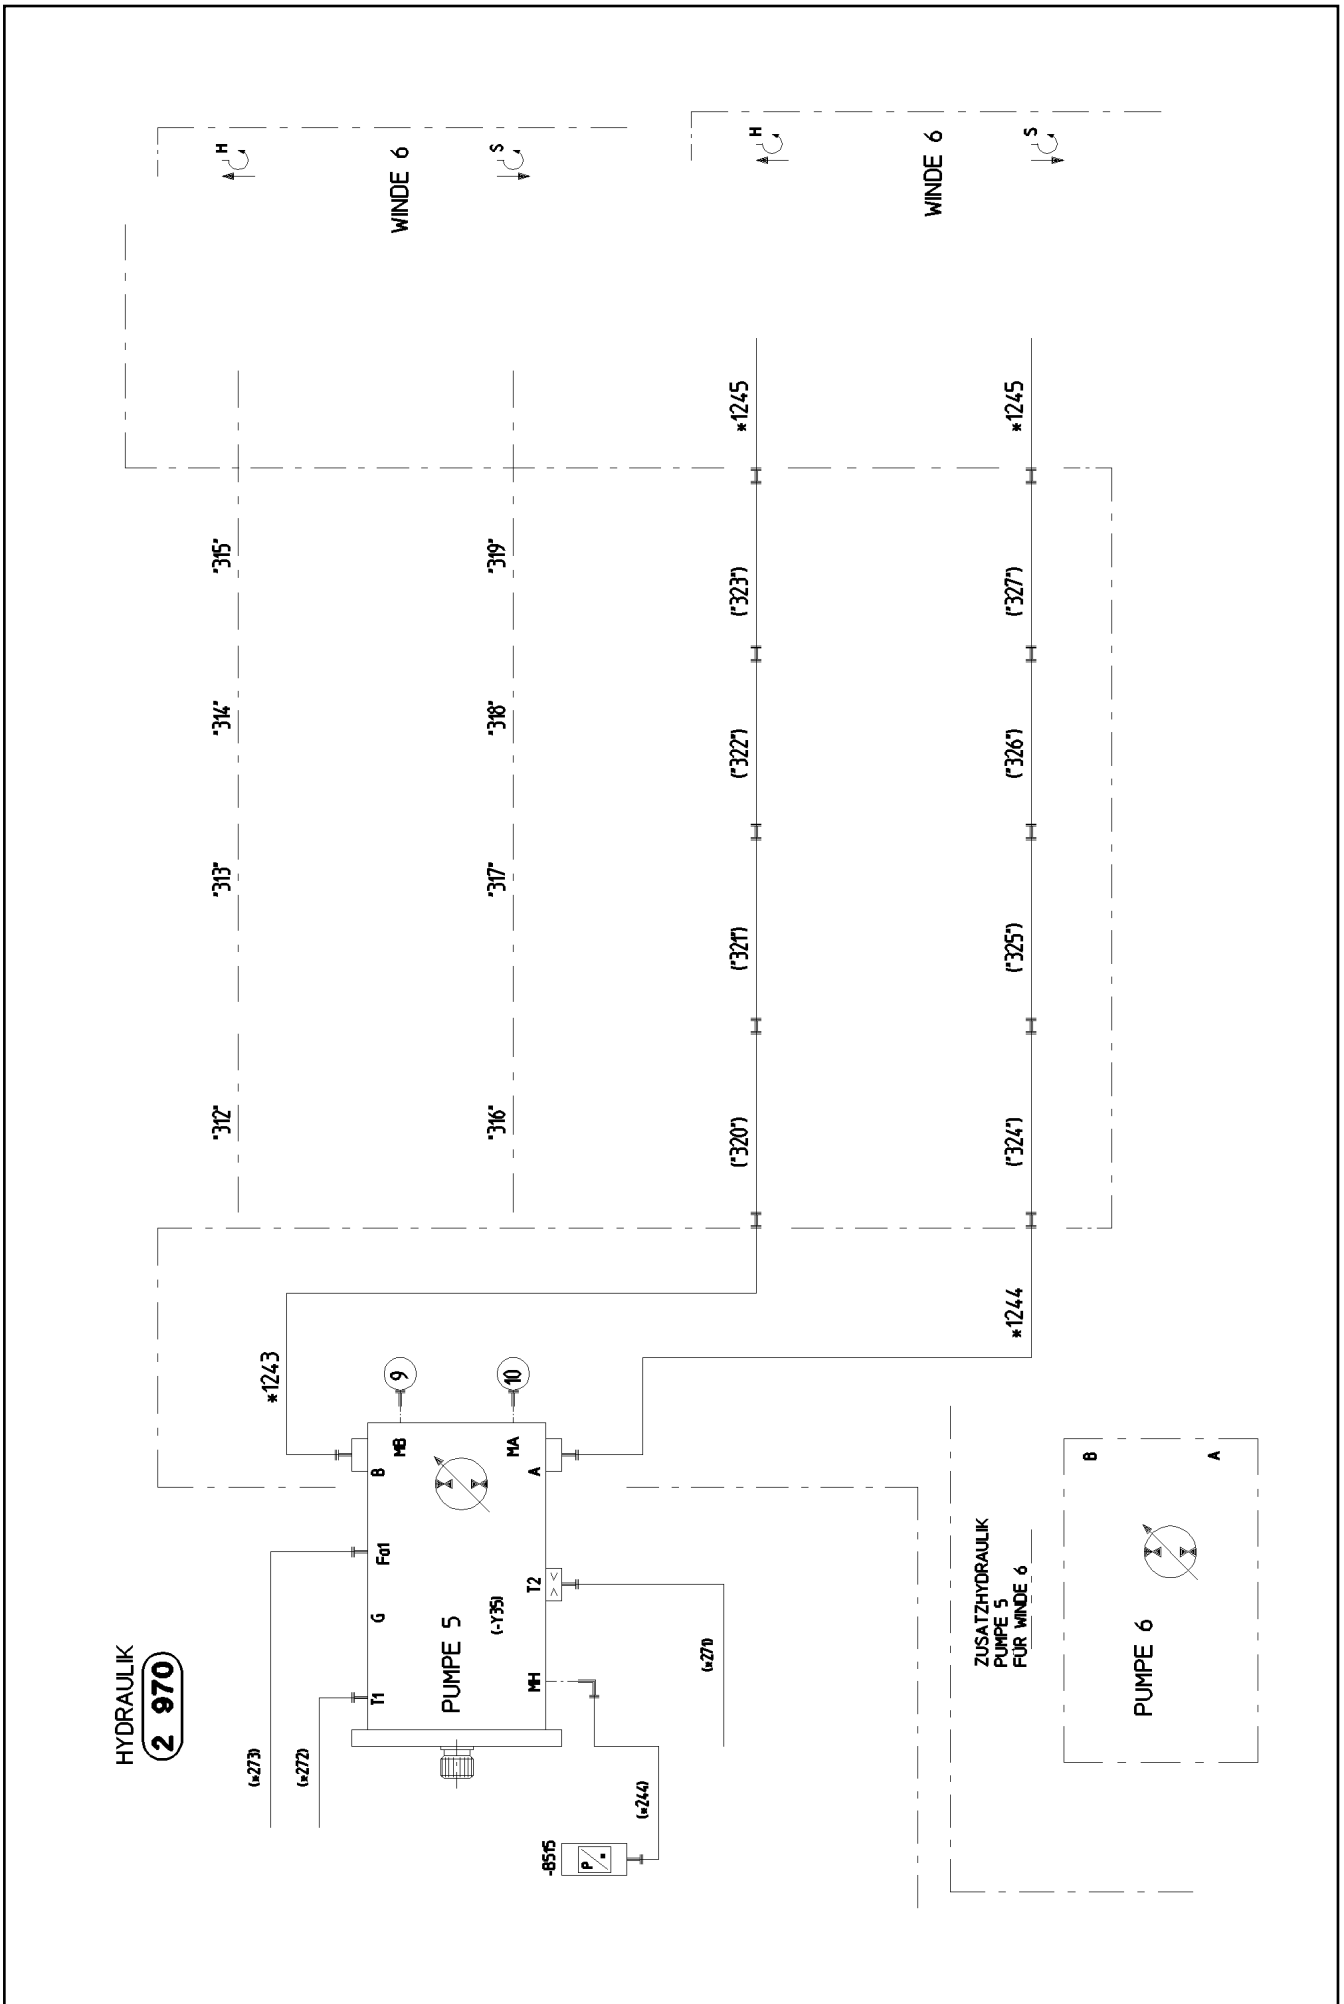 HYDRAULIK
2 970
(*273)
(*272)
T1
G
Fa1
B
*1243
PUMPE 5
(-Y35)
MB
9
MA
10
MH
T2
A
-B515
P
(*244)
(*271)
*1244
"312"
"313"
"314"
"315"
"316"
"317"
"318"
"319"
("320")
("321")
("322")
("323")
*1245
("324")
("325")
("326")
("327")
*1245
H
WINDE 6
S
H
WINDE 6
S
ZUSATZHYDRAULIK
PUMPE 5
FÜR WINDE 6
PUMPE 6
B
A